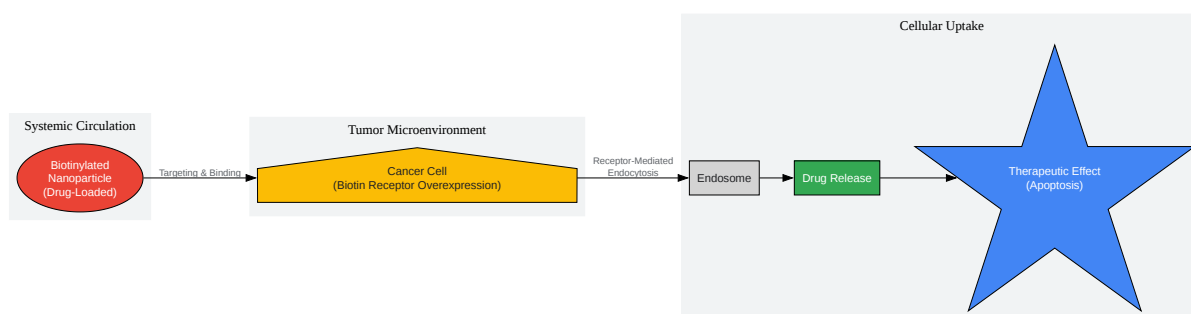 Systemic Circulation
Biotinylated
Nanoparticle
(Drug-Loaded)
Targeting & Binding
Tumor Microenvironment
Cancer Cell
(Biotin Receptor Overexpression)
Receptor-Mediated
Endocytosis
Cellular Uptake
Endosome
Drug Release
Therapeutic Effect
(Apoptosis)